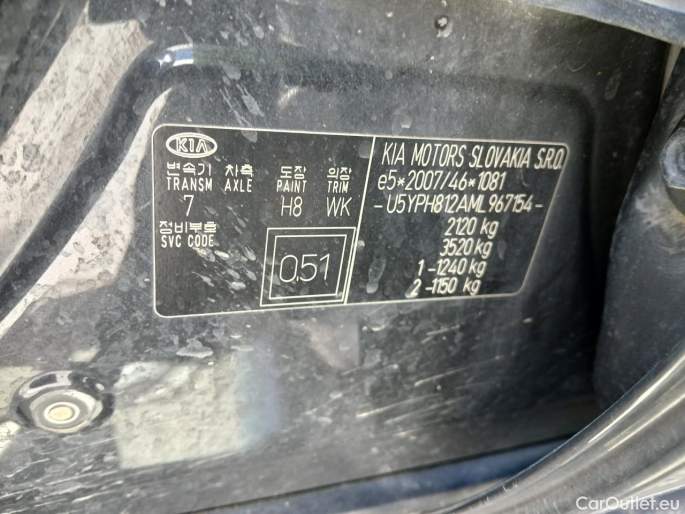 KIA
변속기 차축 도장 의장
TRANSM AXLE PAINT TRIM
7 H8 WK
정비부호
SVC CODE
0.51
KIA MOTORS SLOVAKIA S.R.O.
e5*2007/46*1081
-U5YPH812AML967154-
2120 kg
3520 kg
1-1240 kg
2-1150 kg
CarOutlet.eu